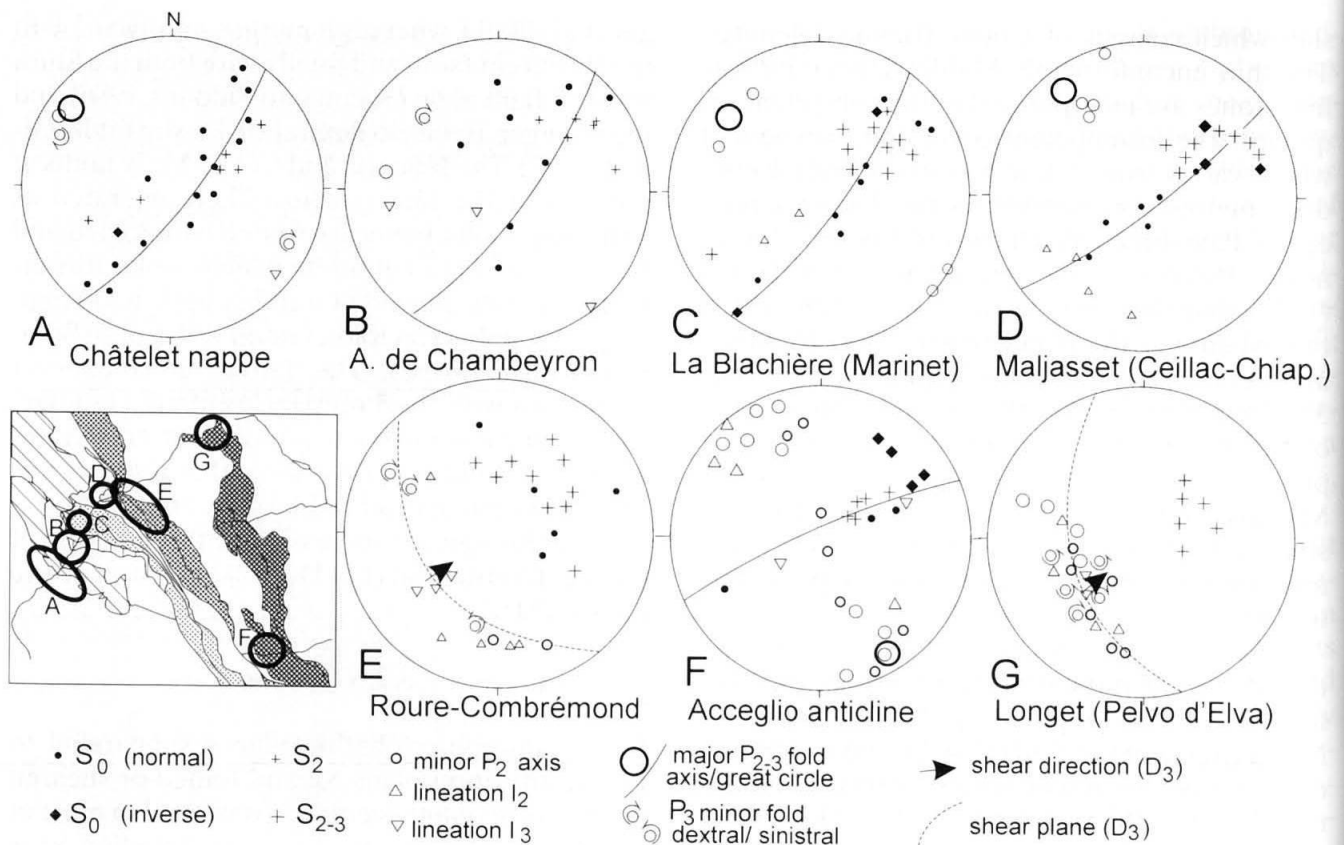 N
A
Châtelet nappe
B
A. de Chambeyron
C
La Blachière (Marinet)
D
Maljasset (Ceillac-Chiap.)
G
D
E
B
C
A
F
E
Roure-Combrémond
F
Acceglio anticline
G
Longet (Pelvo d'Elva)
S0 (normal)
S2
minor P2 axis
major P2-3 fold
axis/great circle
shear direction (D3)
lineation l2
S0 (inverse)
S2-3
lineation l3
P3 minor fold
dextral/ sinistral
shear plane (D3)